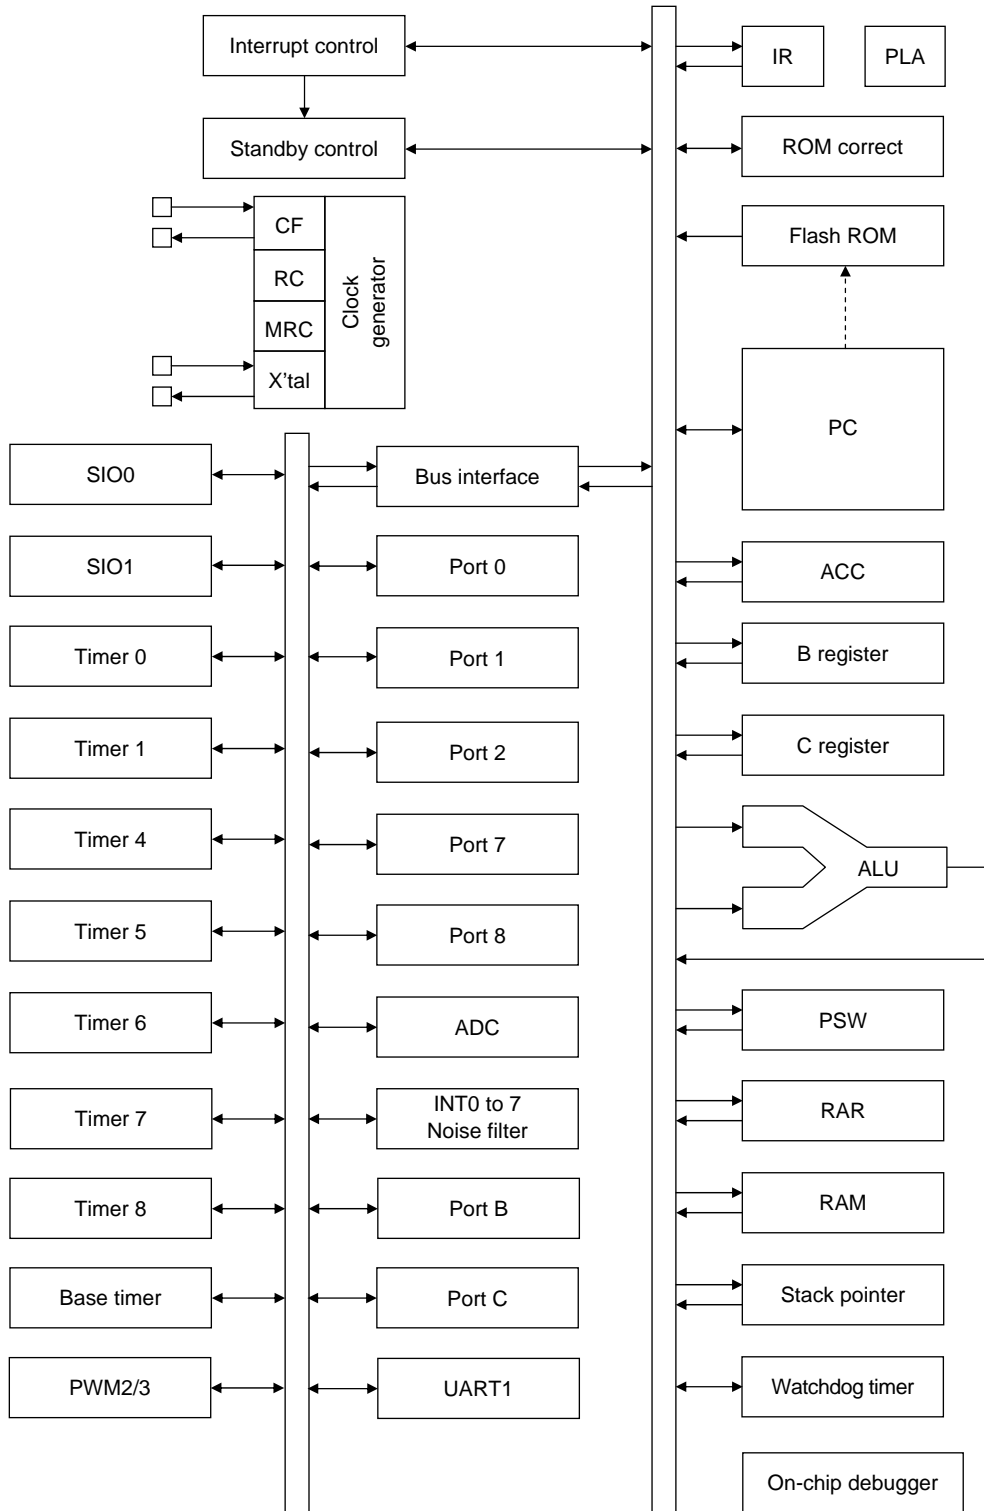 Interrupt control
IR
PLA
Standby control
ROM correct
CF
RC
MRC
X'tal
Clock
generator
Flash ROM
PC
SIO0
Bus interface
SIO1
Port 0
ACC
Timer 0
Port 1
B register
Timer 1
Port 2
C register
Timer 4
Port 7
ALU
Timer 5
Port 8
Timer 6
ADC
PSW
Timer 7
INT0 to 7
Noise filter
RAR
Timer 8
Port B
RAM
Base timer
Port C
Stack pointer
PWM2/3
UART1
Watchdog timer
On-chip debugger